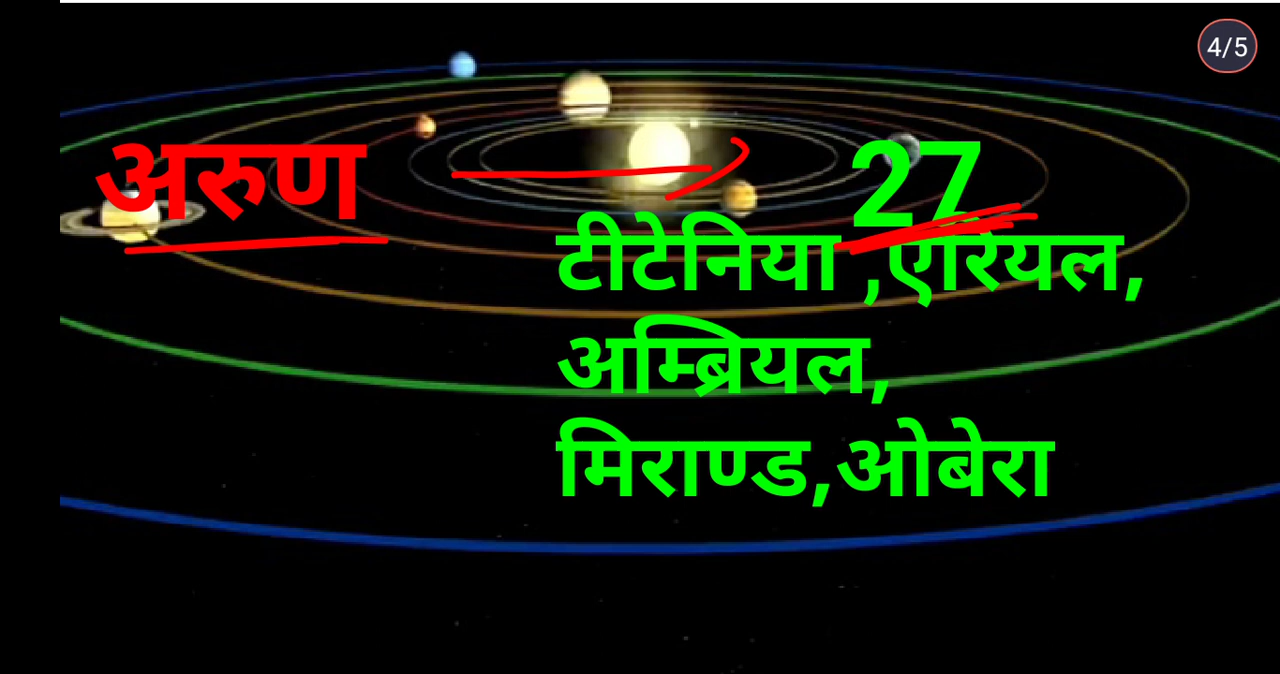 4/5
अरुण 27
टीटेनिया ,एरियल,
अम्ब्रियल,
मिराण्ड,ओबेरा